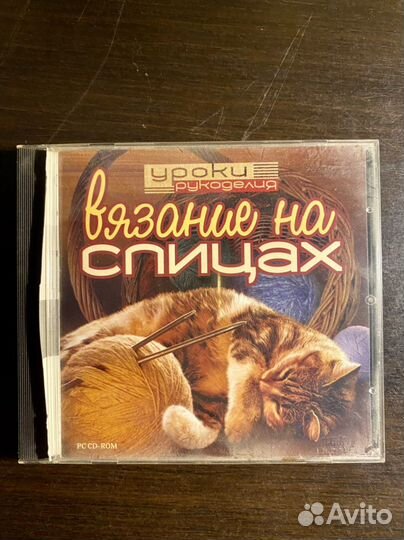 уроки
рукоделия
вязание на
спицах
PC CD-ROM
Avito